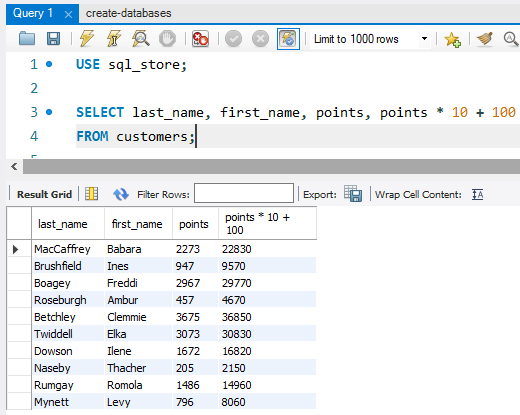 Query 1 create-databases
Limit to 1000 rows
1 USE sql_store;
2
3 SELECT last_name, first_name, points, points * 10 + 100
4 FROM customers;
Result Grid Filter Rows: Export: Wrap Cell Content:
last_name first_name points points * 10 +
100
MacCaffrey Babara 2273 22830
Brushfield Ines 947 9570
Boagey Freddi 2967 29770
Roseburgh Ambur 457 4670
Betchley Clemmie 3675 36850
Twiddell Elka 3073 30830
Dowson Ilene 1672 16820
Naseby Thacher 205 2150
Rumgay Romola 1486 14960
Mynett Levy 796 8060